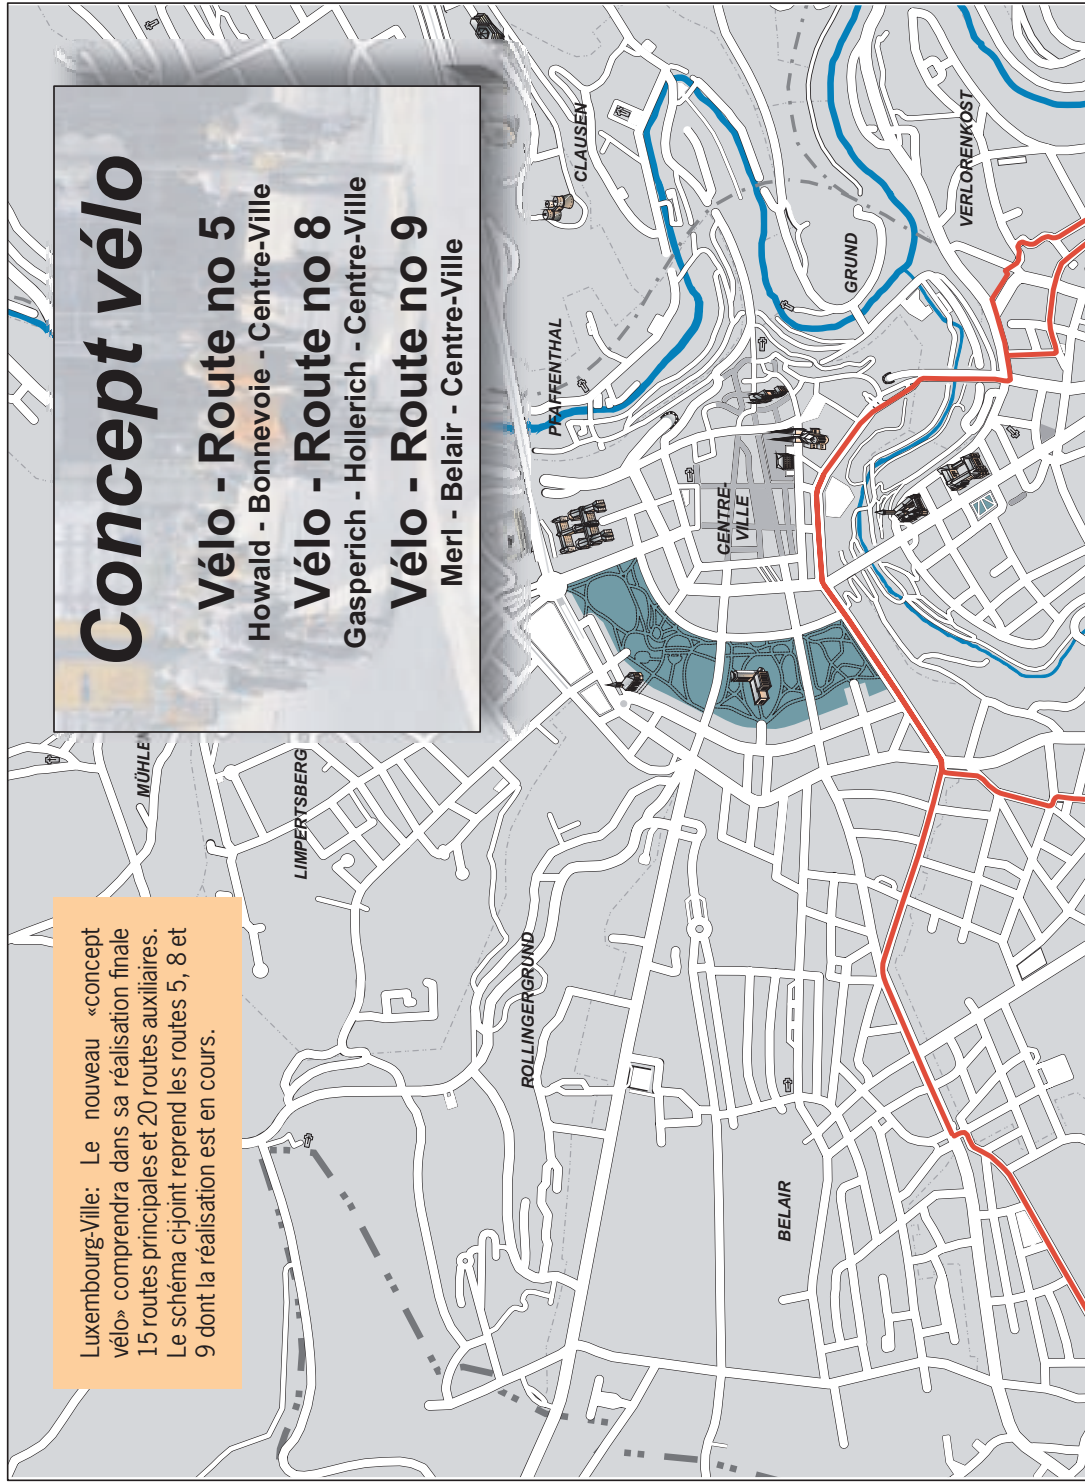 Luxembourg-Ville: Le nouveau «concept
vélo» comprendra dans sa réalisation finale
15 routes principales et 20 routes auxiliaires.
Le schéma ci-joint reprend les routes 5, 8 et
9 dont la réalisation est en cours.
Concept vélo
Vélo - Route no 5
Howald - Bonnevoie - Centre-Ville
Vélo - Route no 8
Gasperich - Hollerich - Centre-Ville
Vélo - Route no 9
Merl - Belair - Centre-Ville
MÜHLEN
LIMPERTSBERG
ROLLINGERGRUND
BELAIR
CENTRE-
VILLE
PFAFFENTHAL
CLAUSEN
GRUND
VERLORENKOST